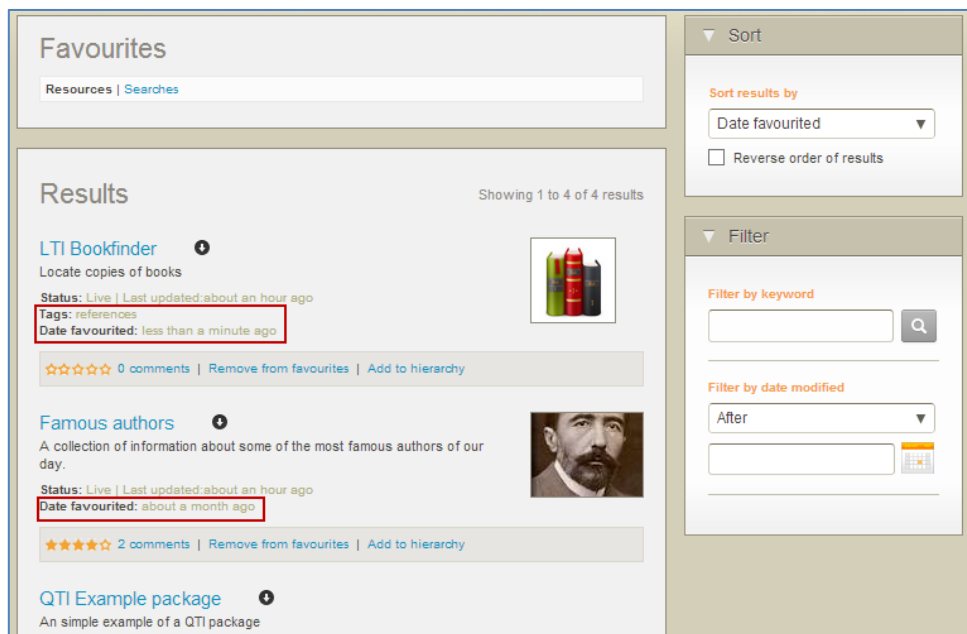 Favourites
Resources | Searches
Results
Showing 1 to 4 of 4 results
LTI Bookfinder
Locate copies of books
Status: Live | Last updated:about an hour ago
Tags: references
Date favourited: less than a minute ago
0 comments | Remove from favourites | Add to hierarchy
Famous authors
A collection of information about some of the most famous authors of our
day.
Status: Live | Last updated:about an hour ago
Date favourited: about a month ago
2 comments | Remove from favourites | Add to hierarchy
QTI Example package
An simple example of a QTI package
Sort
Sort results by
Date favourited
Reverse order of results
Filter
Filter by keyword
Filter by date modified
After